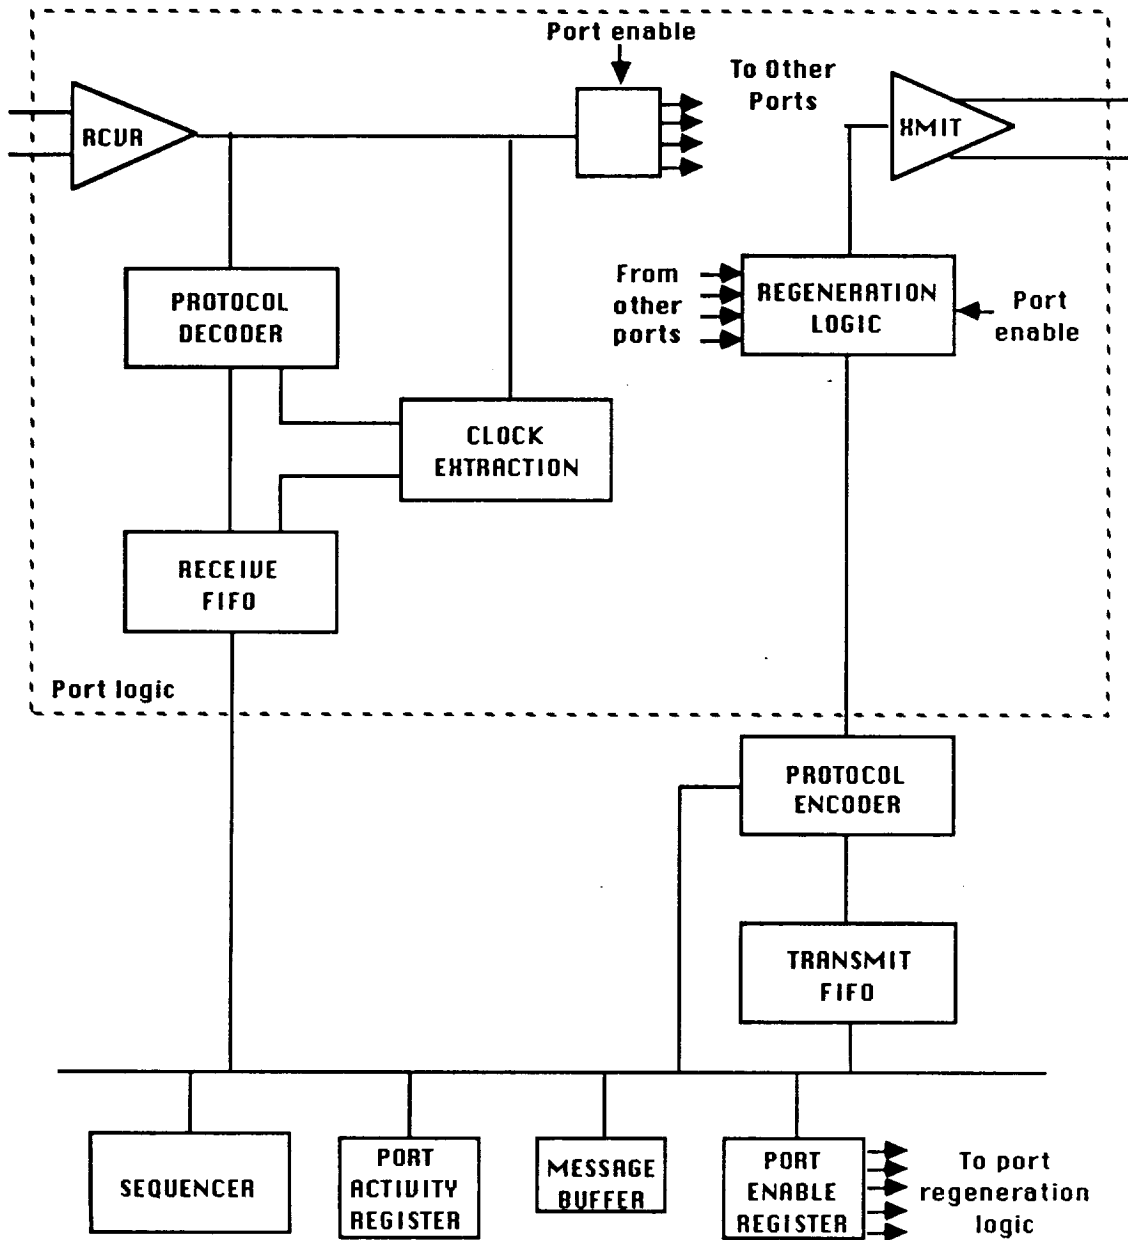 Port enable
To Other
Ports
RCVR
XMIT
PROTOCOL
DECODER
From
other
ports
REGENERATION
LOGIC
Port
enable
CLOCK
EXTRACTION
RECEIVE
FIFO
Port logic
PROTOCOL
ENCODER
TRANSMIT
FIFO
SEQUENCER
PORT
ACTIVITY
REGISTER
MESSAGE
BUFFER
PORT
ENABLE
REGISTER
To port
regeneration
logic